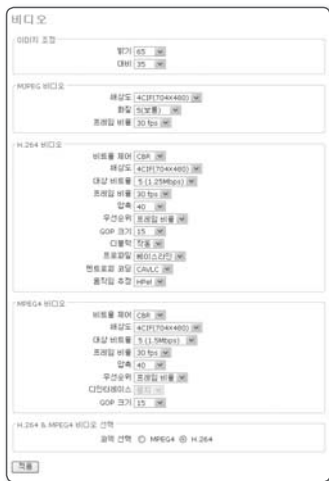 비디오
이미지 조정
밝기 65
대비 35
MJPEG 비디오
해상도 4CIF(704X480)
화질 5(보통)
프레임 비율 30 fps
H.264 비디오
비트율 제어 CBR
해상도 4CIF(704X480)
대상 비트율 5 (1.25Mbps)
프레임 비율 30 fps
압축 40
우선순위 프레임 비율
GOP 크기 15
디블럭 작동
프로파일 베이스라인
엔트로피 코딩 CAVLC
움직임 추정 HPel
MPEG4 비디오
비트율 제어 CBR
해상도 4CIF(704X480)
대상 비트율 5 (1.5Mbps)
프레임 비율 30 fps
압축 40
우선순위 프레임 비율
디인터레이스
GOP 크기 15
H.264 & MPEG4 비디오 선택
코덱 선택 MPEG4 H.264
적용